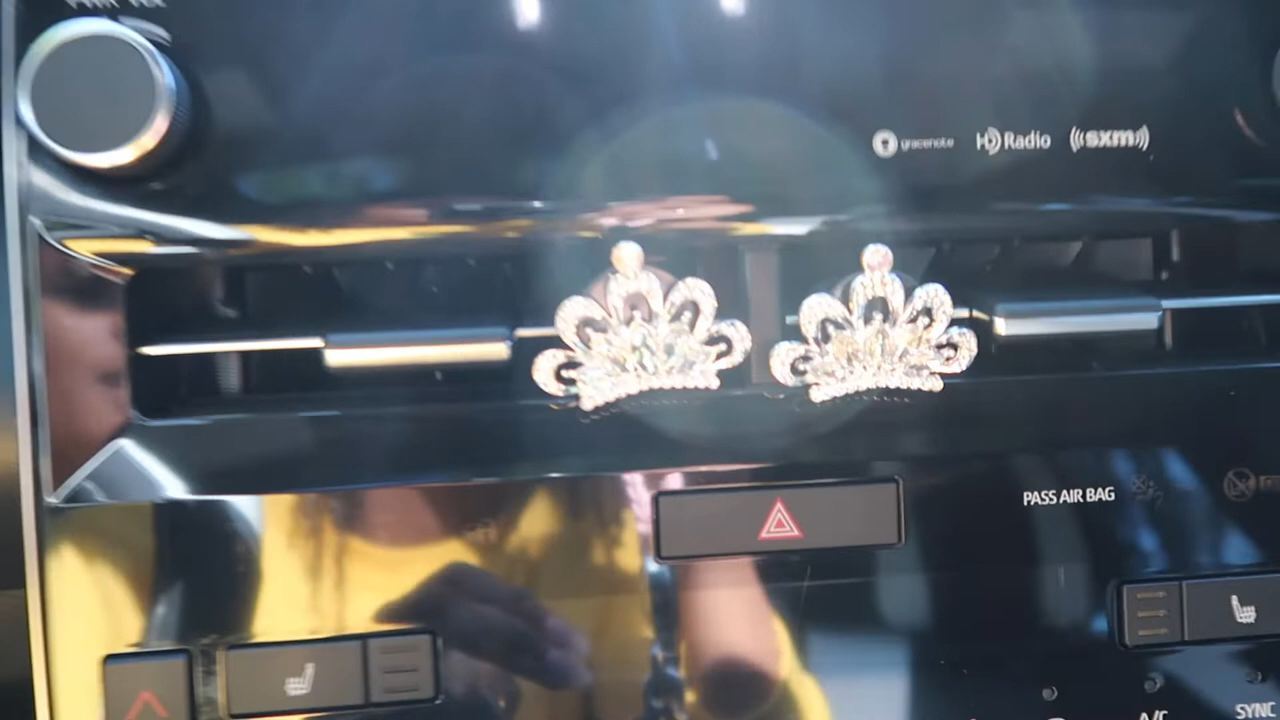 gracenote
HD Radio
((sxm))
PASS AIR BAG
A/C
SYNC